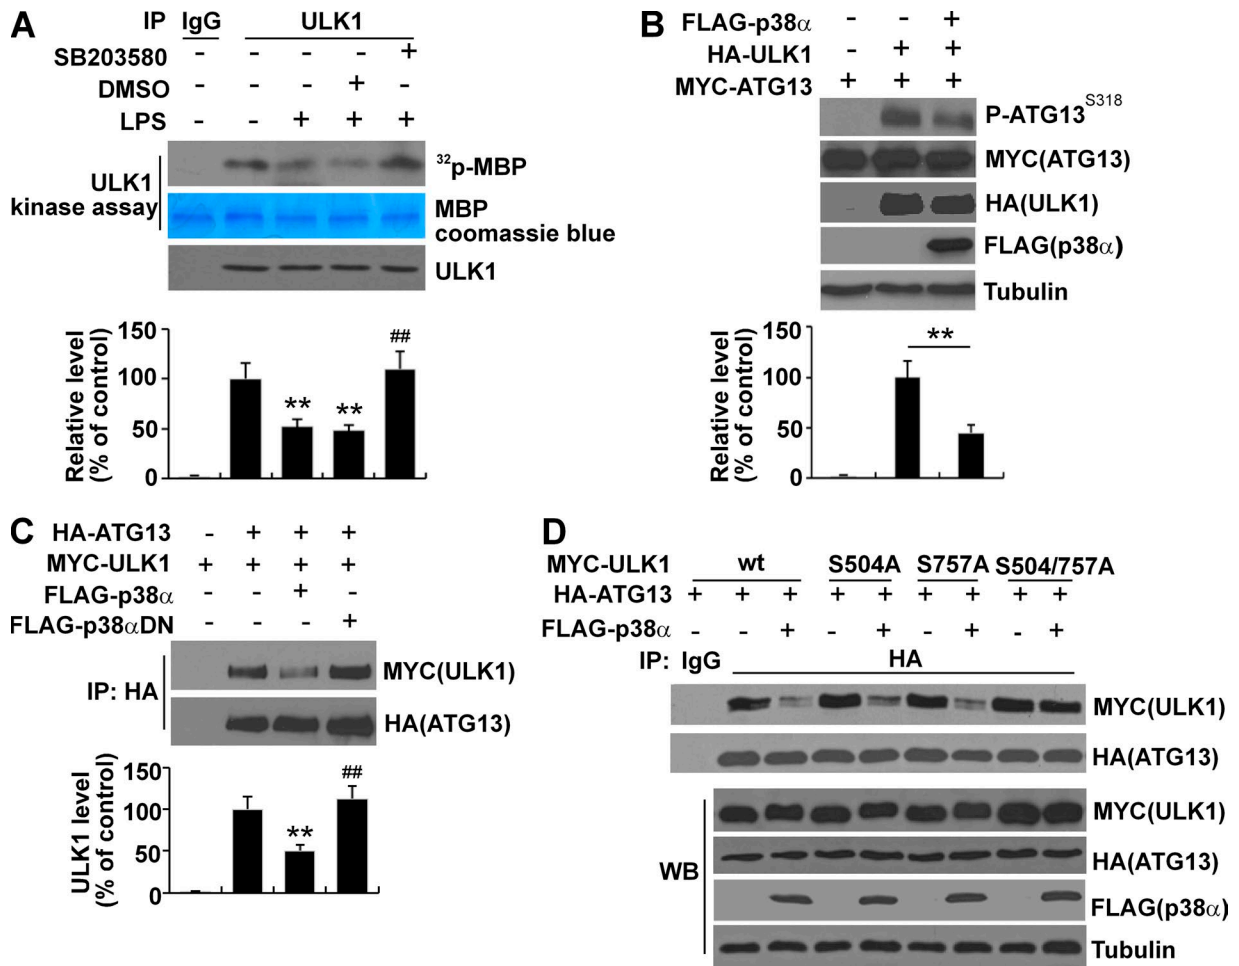 A
IP IgG ULK1
SB203580 - - - - +
DMSO - - - + -
LPS - - + + +
ULK1
kinase assay
32p-MBP
MBP
coomassie blue
ULK1
Relative level
(% of control)
150
100
50
0
** ** ##
B
FLAG-p38α - - +
HA-ULK1 - + +
MYC-ATG13 + + +
P-ATG13S318
MYC(ATG13)
HA(ULK1)
FLAG(p38α)
Tubulin
Relative level
(% of control)
150
100
50
0
**
C
HA-ATG13 - + + +
MYC-ULK1 + + + +
FLAG-p38α - - + -
FLAG-p38αDN - - - +
IP: HA
MYC(ULK1)
HA(ATG13)
ULK1 level
(% of control)
150
100
50
0
** ##
D
MYC-ULK1 wt S504A S757A S504/757A
HA-ATG13 + + + + + + + + +
FLAG-p38α - - + - + - + - +
IP: IgG HA
MYC(ULK1)
HA(ATG13)
WB
MYC(ULK1)
HA(ATG13)
FLAG(p38α)
Tubulin